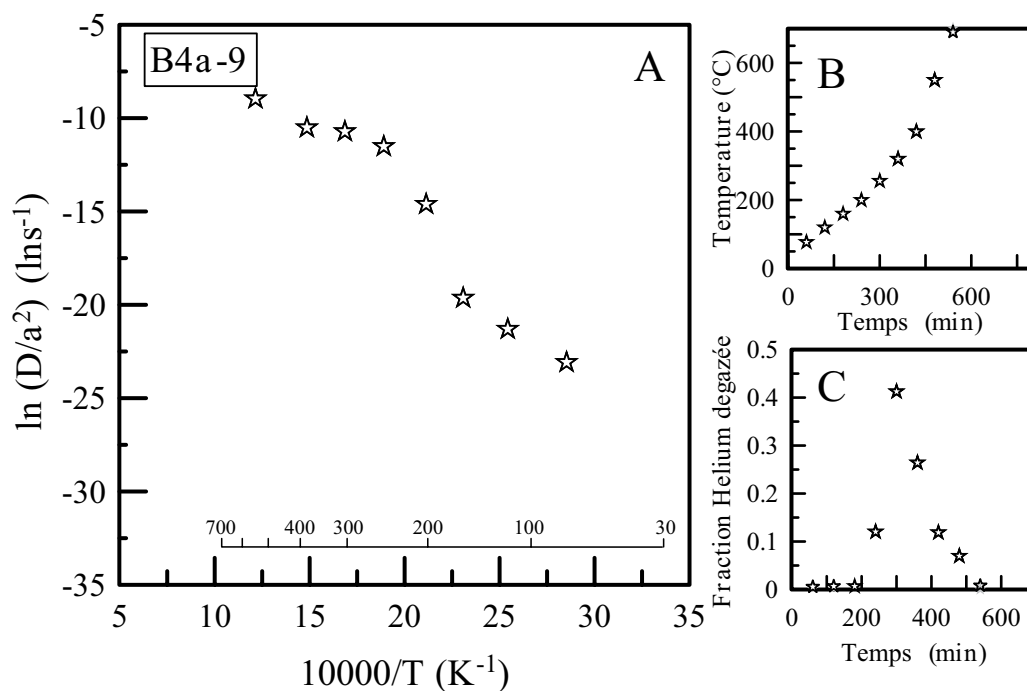 B4a-9
A
ln (D/a²) (lns⁻¹)
-5
-10
-15
-20
-25
-30
-35
700 400 300 200 100 30
5 10 15 20 25 30 35
10000/T (K⁻¹)
B
Temperature (°C)
600
400
200
0
0 300 600
Temps (min)
C
Fraction Helium degazée
0.5
0.4
0.3
0.2
0.1
0
0 200 400 600
Temps (min)